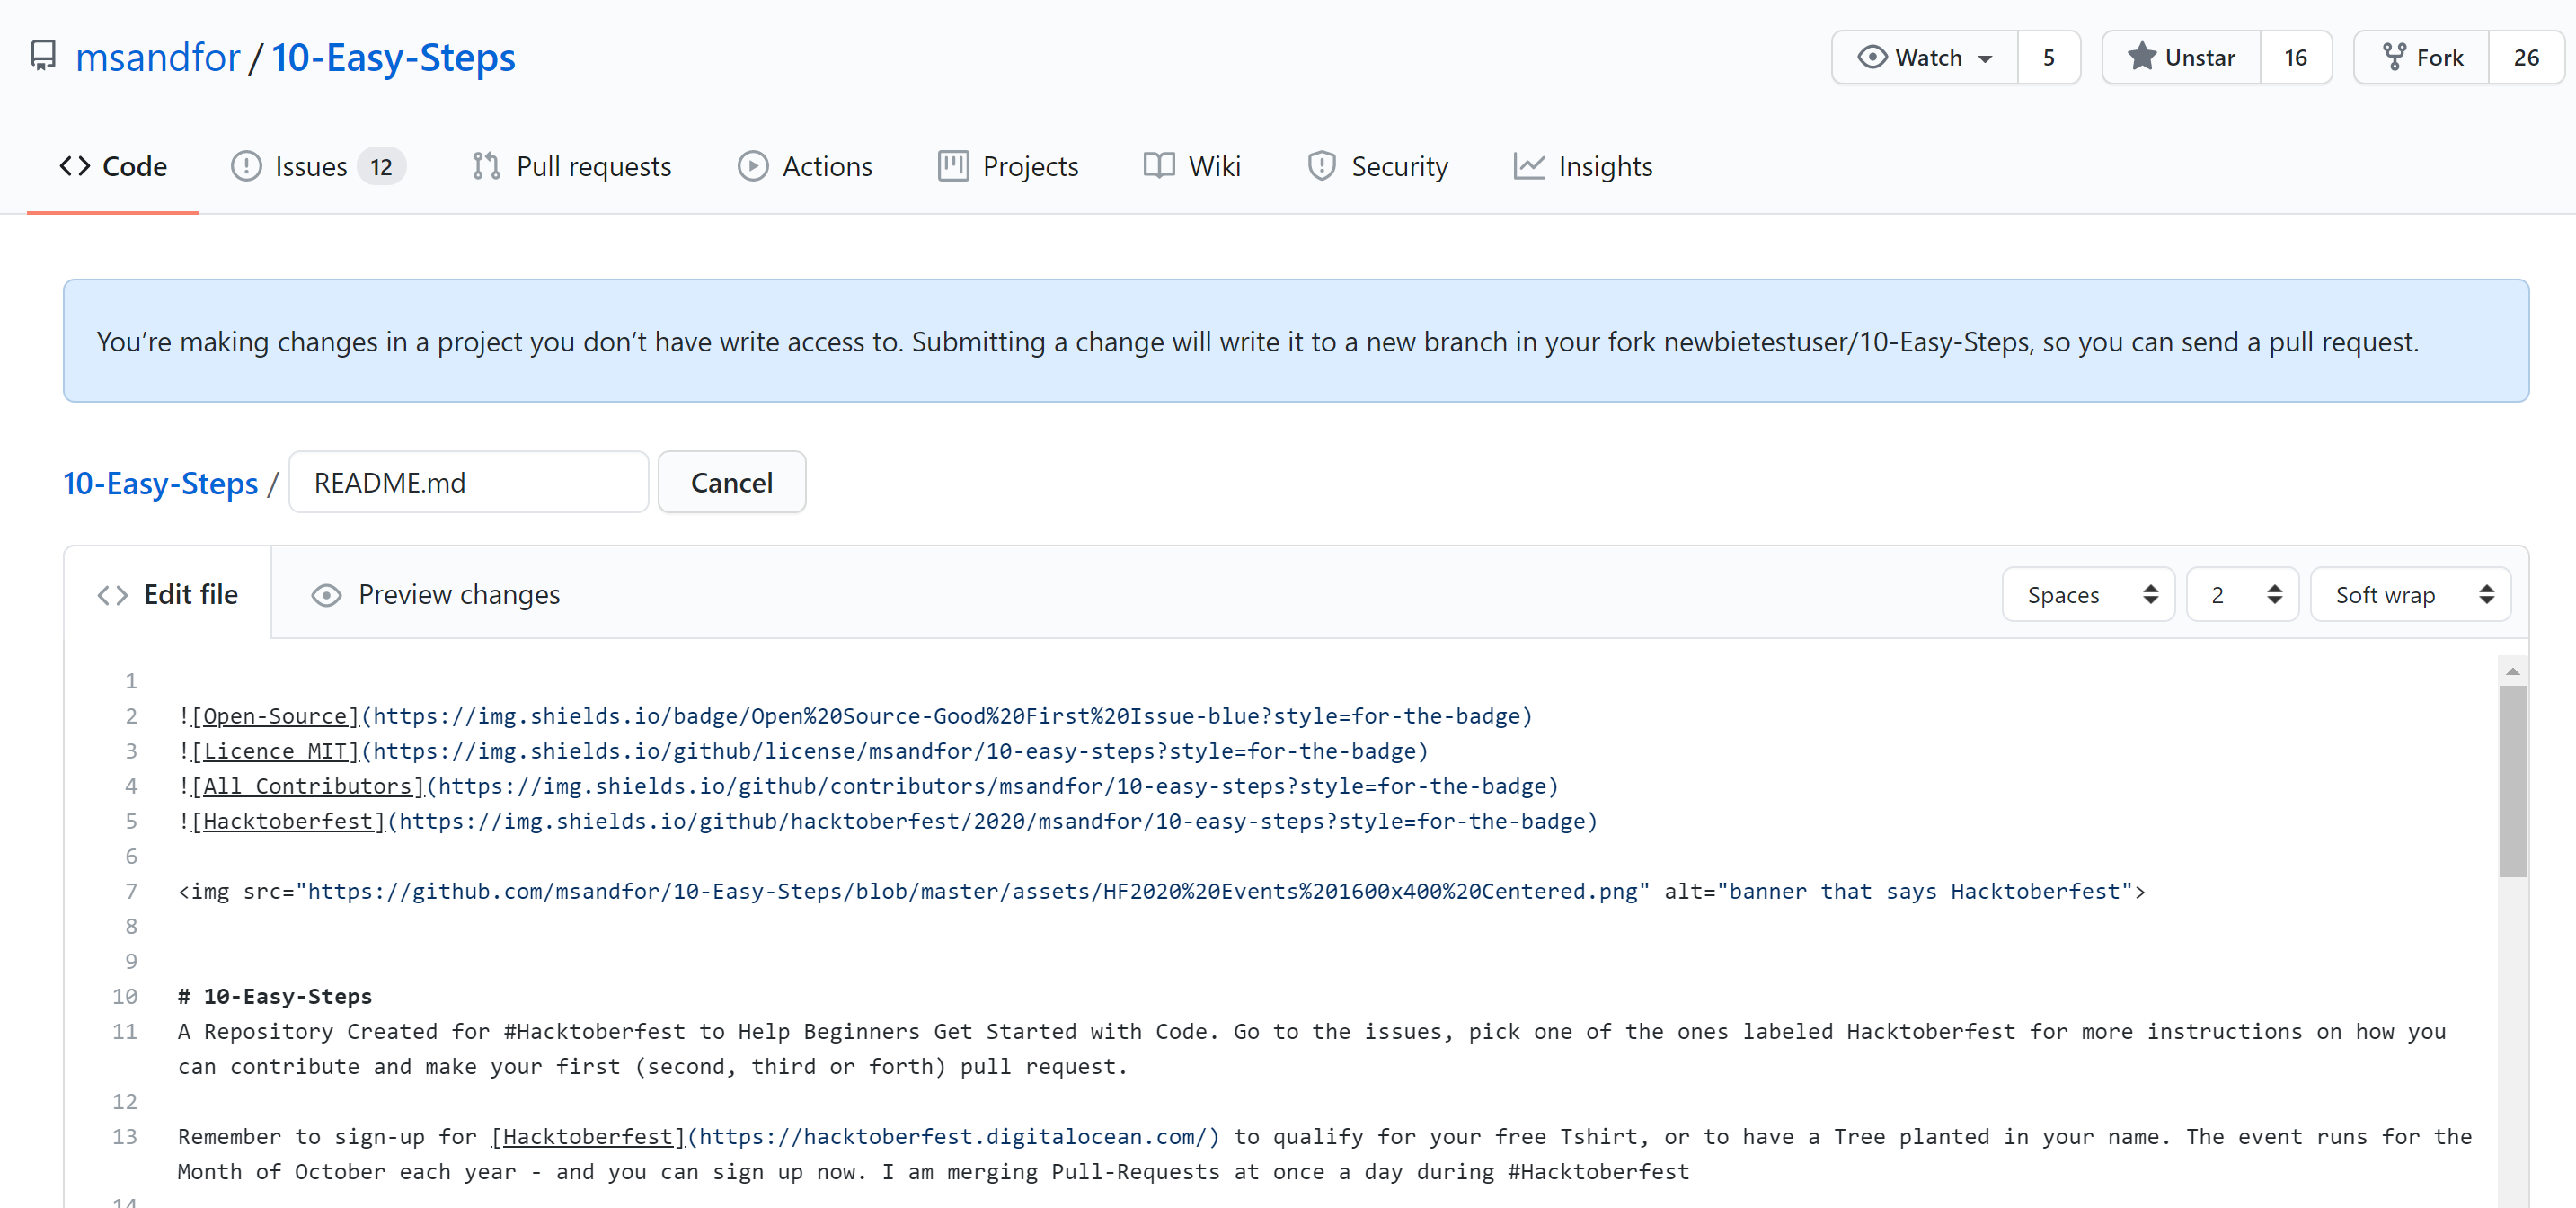 msandfor / 10-Easy-Steps
Watch 5 Unstar 16 Fork 26
Code Issues 12 Pull requests Actions Projects Wiki Security Insights
You’re making changes in a project you don’t have write access to. Submitting a change will write it to a new branch in your fork newbietestuser/10-Easy-Steps, so you can send a pull request.
10-Easy-Steps / README.md Cancel
Edit file Preview changes Spaces 2 Soft wrap
1
2 ![Open-Source](https://img.shields.io/badge/Open%20Source-Good%20First%20Issue-blue?style=for-the-badge)
3 ![Licence MIT](https://img.shields.io/github/license/msandfor/10-easy-steps?style=for-the-badge)
4 ![All Contributors](https://img.shields.io/github/contributors/msandfor/10-easy-steps?style=for-the-badge)
5 ![Hacktoberfest](https://img.shields.io/github/hacktoberfest/2020/msandfor/10-easy-steps?style=for-the-badge)
6
7 <img src="https://github.com/msandfor/10-Easy-Steps/blob/master/assets/HF2020%20Events%201600x400%20Centered.png" alt="banner that says Hacktoberfest">
8
9
10 # 10-Easy-Steps
11 A Repository Created for #Hacktoberfest to Help Beginners Get Started with Code. Go to the issues, pick one of the ones labeled Hacktoberfest for more instructions on how you
can contribute and make your first (second, third or forth) pull request.
12
13 Remember to sign-up for [Hacktoberfest](https://hacktoberfest.digitalocean.com/) to qualify for your free Tshirt, or to have a Tree planted in your name. The event runs for the
Month of October each year - and you can sign up now. I am merging Pull-Requests at once a day during #Hacktoberfest
14